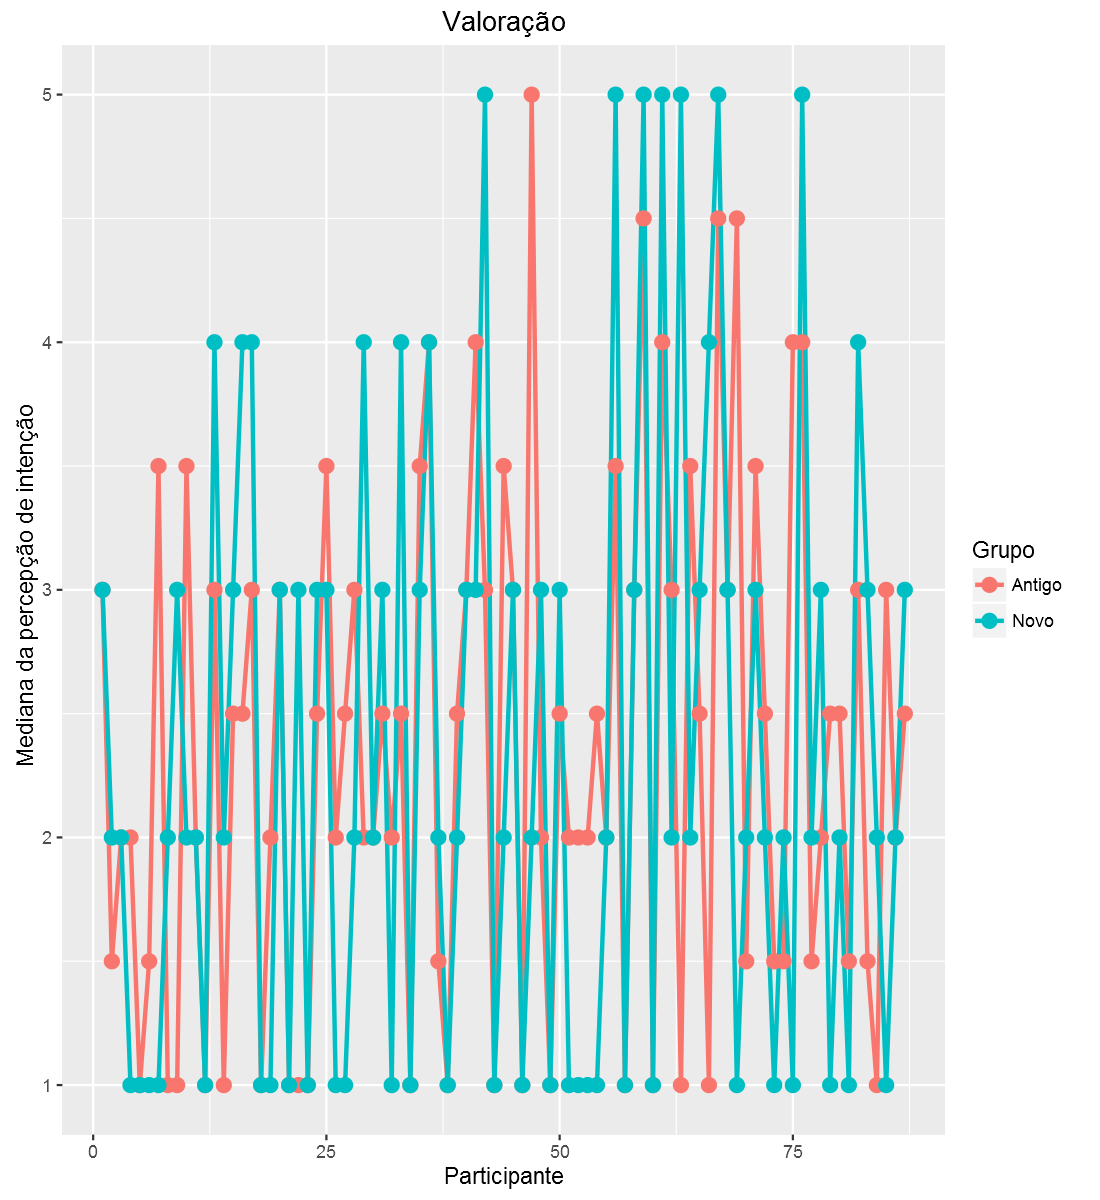 Valoração
5
4
3
2
1
Mediana da percepção de intenção
0 25 50 75
Participante
Grupo
Antigo
Novo